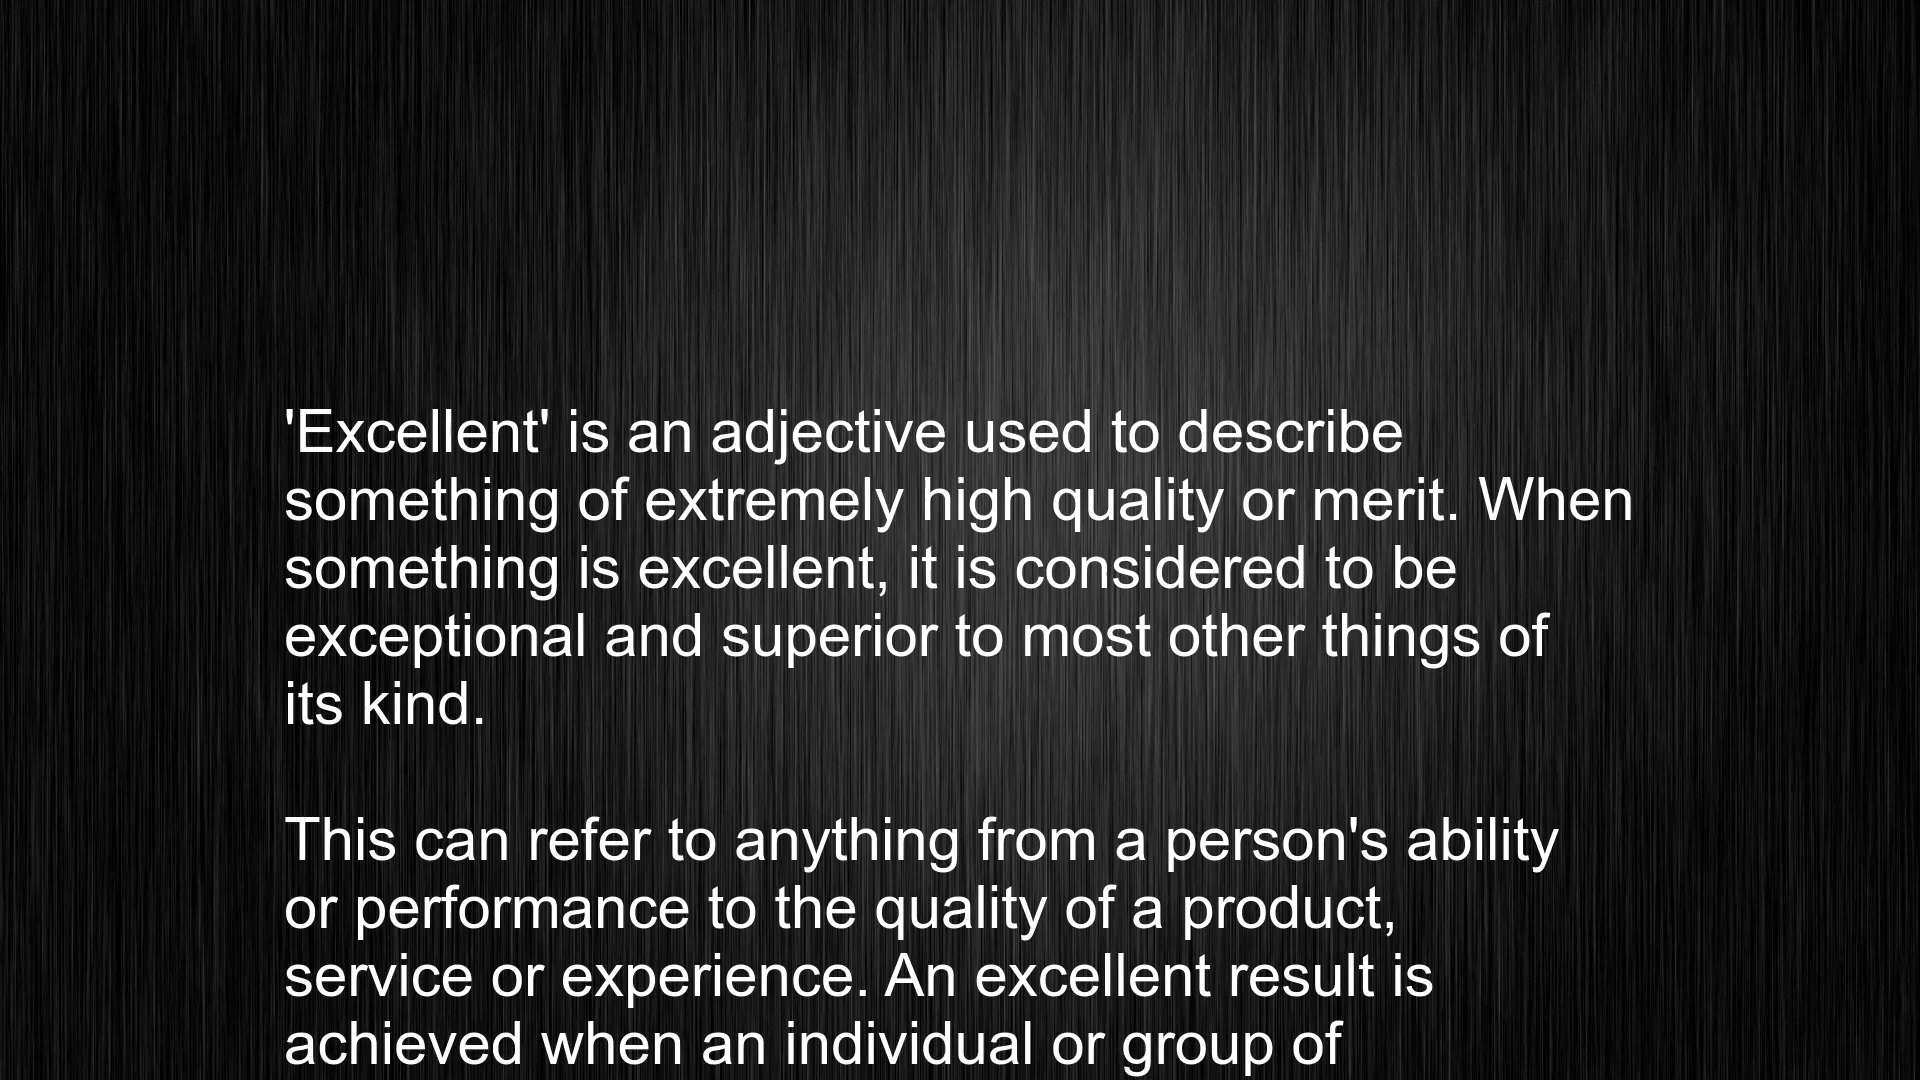 'Excellent' is an adjective used to describe
something of extremely high quality or merit. When
something is excellent, it is considered to be
exceptional and superior to most other things of
its kind.
This can refer to anything from a person's ability
or performance to the quality of a product,
service or experience. An excellent result is
achieved when an individual or group of